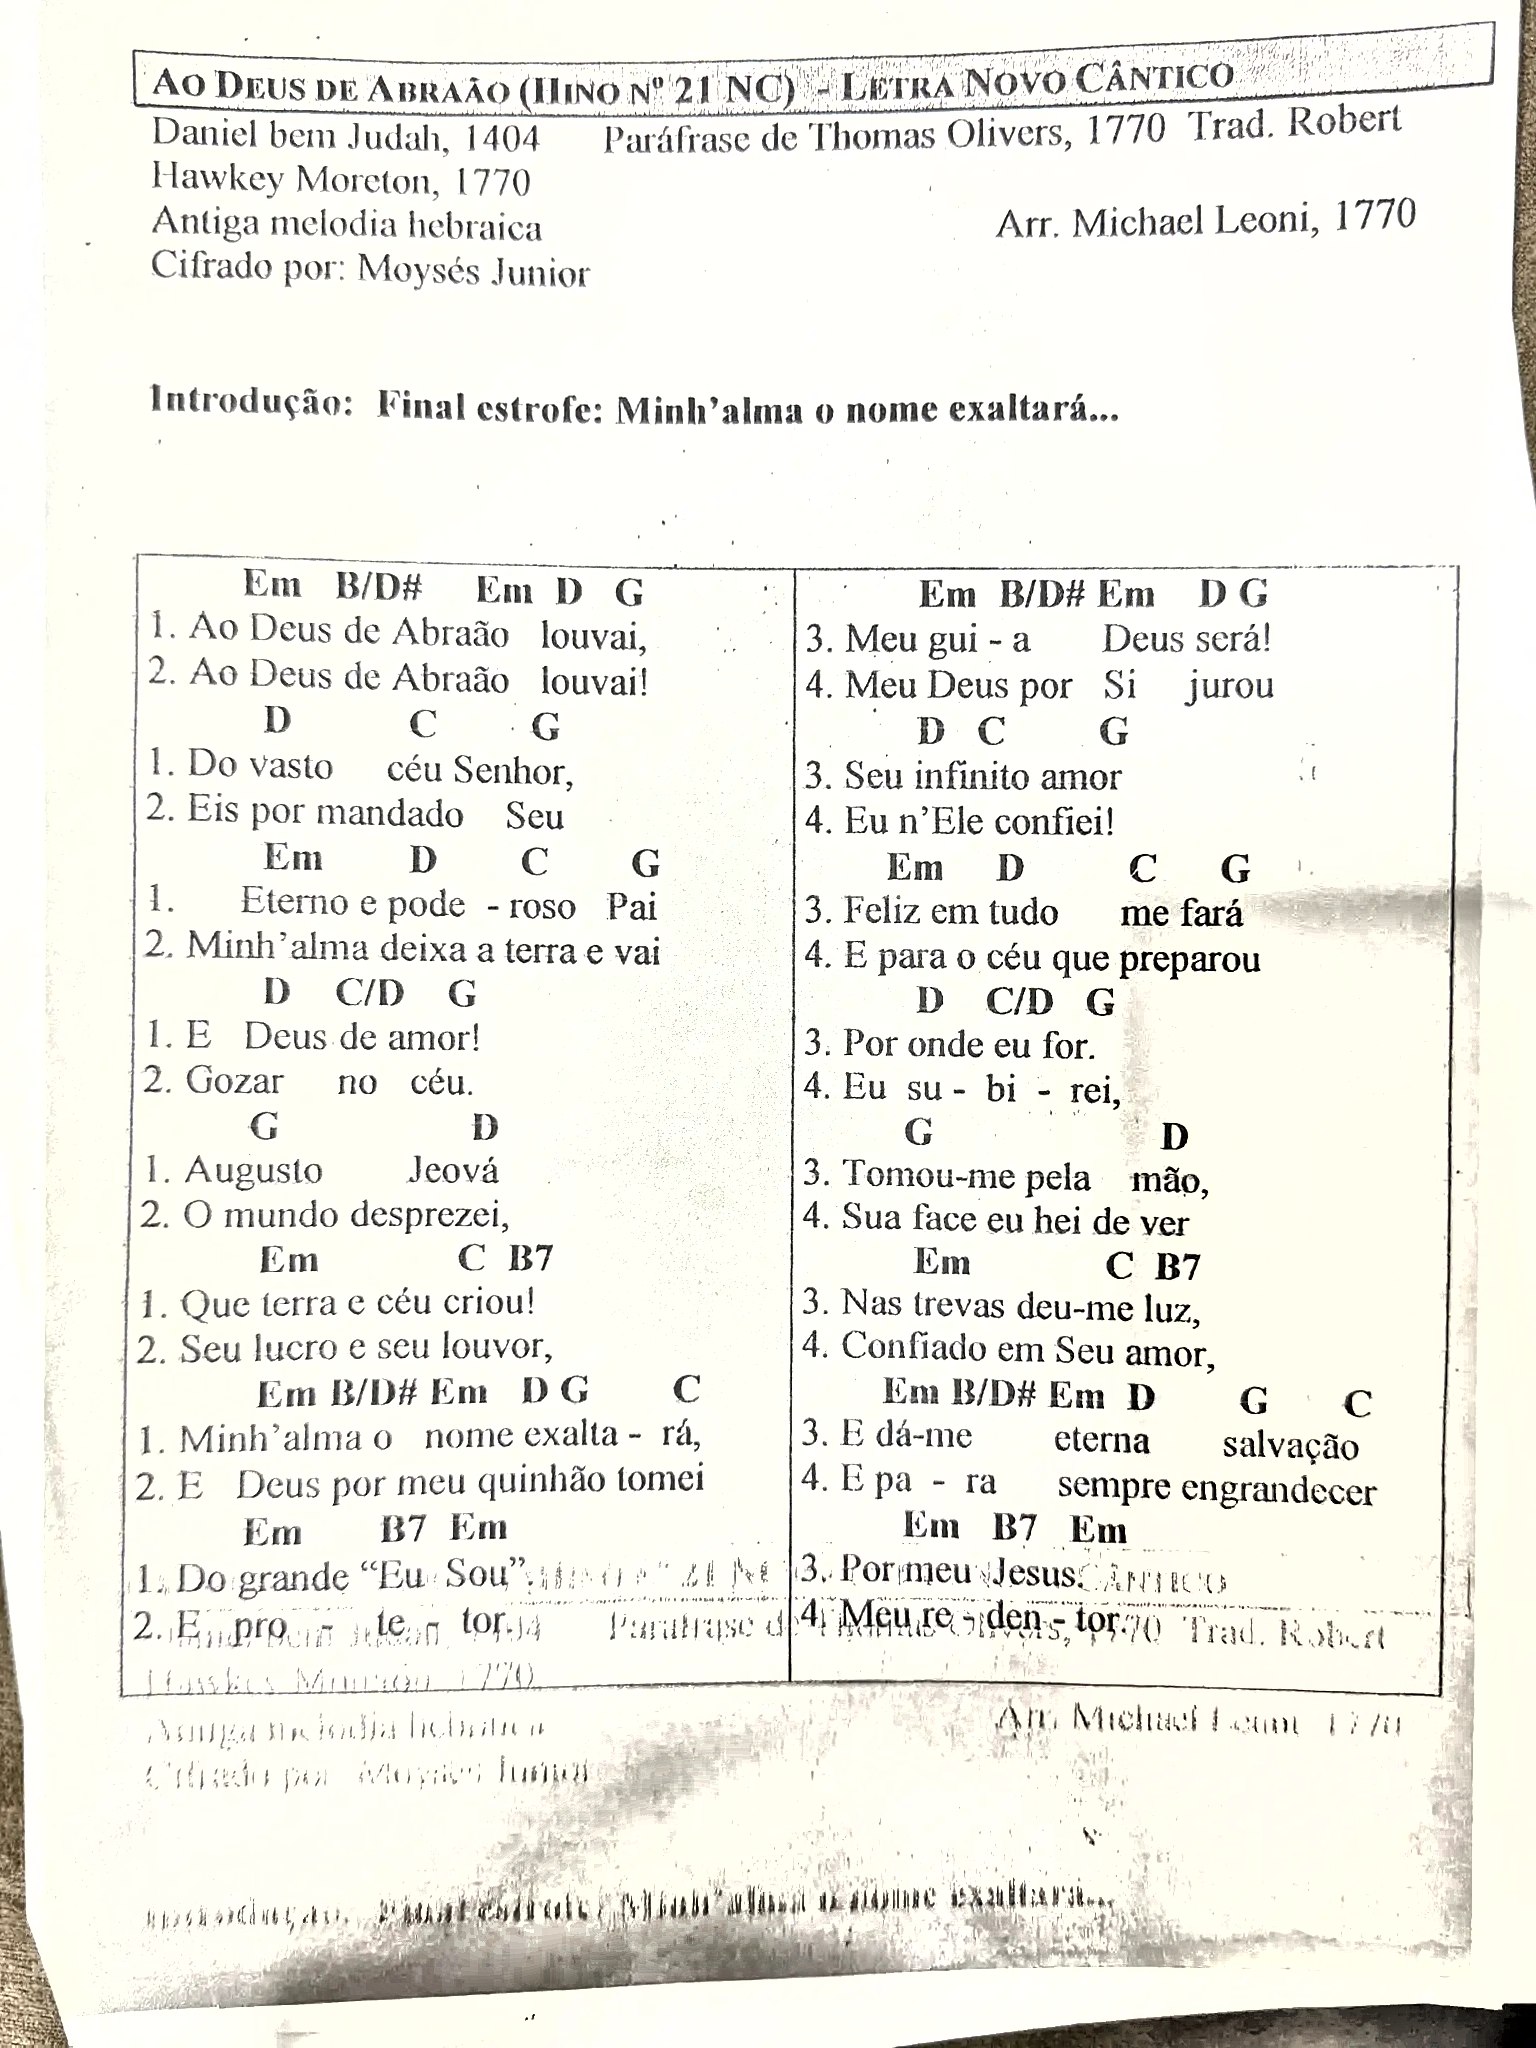 AO DEUS DE ABRAÃO (HINO Nº 21 NC) - LETRA NOVO CÂNTICO
Daniel bem Judah, 1404 Paráfrase de Thomas Olivers, 1770 Trad. Robert
Hawkey Moreton, 1770
Antiga melodia hebraica Arr. Michael Leoni, 1770
Cifrado por: Moysés Junior
Introdução: Final estrofe: Minh'alma o nome exaltará...
Em B/D# Em D G
1. Ao Deus de Abraão louvai,
2. Ao Deus de Abraão louvai!
D C G
1. Do vasto céu Senhor,
2. Eis por mandado Seu
Em D C G
1. Eterno e pode - roso Pai
2. Minh'alma deixa a terra e vai
D C/D G
1. E Deus de amor!
2. Gozar no céu.
G D
1. Augusto Jeová
2. O mundo desprezei,
Em C B7
1. Que terra e céu criou!
2. Seu lucro e seu louvor,
Em B/D# Em D G C
1. Minh'alma o nome exalta - rá,
2. E Deus por meu quinhão tomei
Em B7 Em
1. Do grande “Eu Sou”.
2. E pro - te tor.
Em B/D# Em D G
3. Meu gui - a Deus será!
4. Meu Deus por Si jurou
D C G
3. Seu infinito amor
4. Eu n'Ele confiei!
Em D C G
3. Feliz em tudo me fará
4. E para o céu que preparou
D C/D G
3. Por onde eu for.
4. Eu su - bi - rei,
G D
3. Tomou-me pela mão,
4. Sua face eu hei de ver
Em C B7
3. Nas trevas deu-me luz,
4. Confiado em Seu amor,
Em B/D# Em D G C
3. E dá-me eterna salvação
4. E pa - ra sempre engrandecer
Em B7 Em
3. Por meu Jesus.
4. Meu re - den - tor.